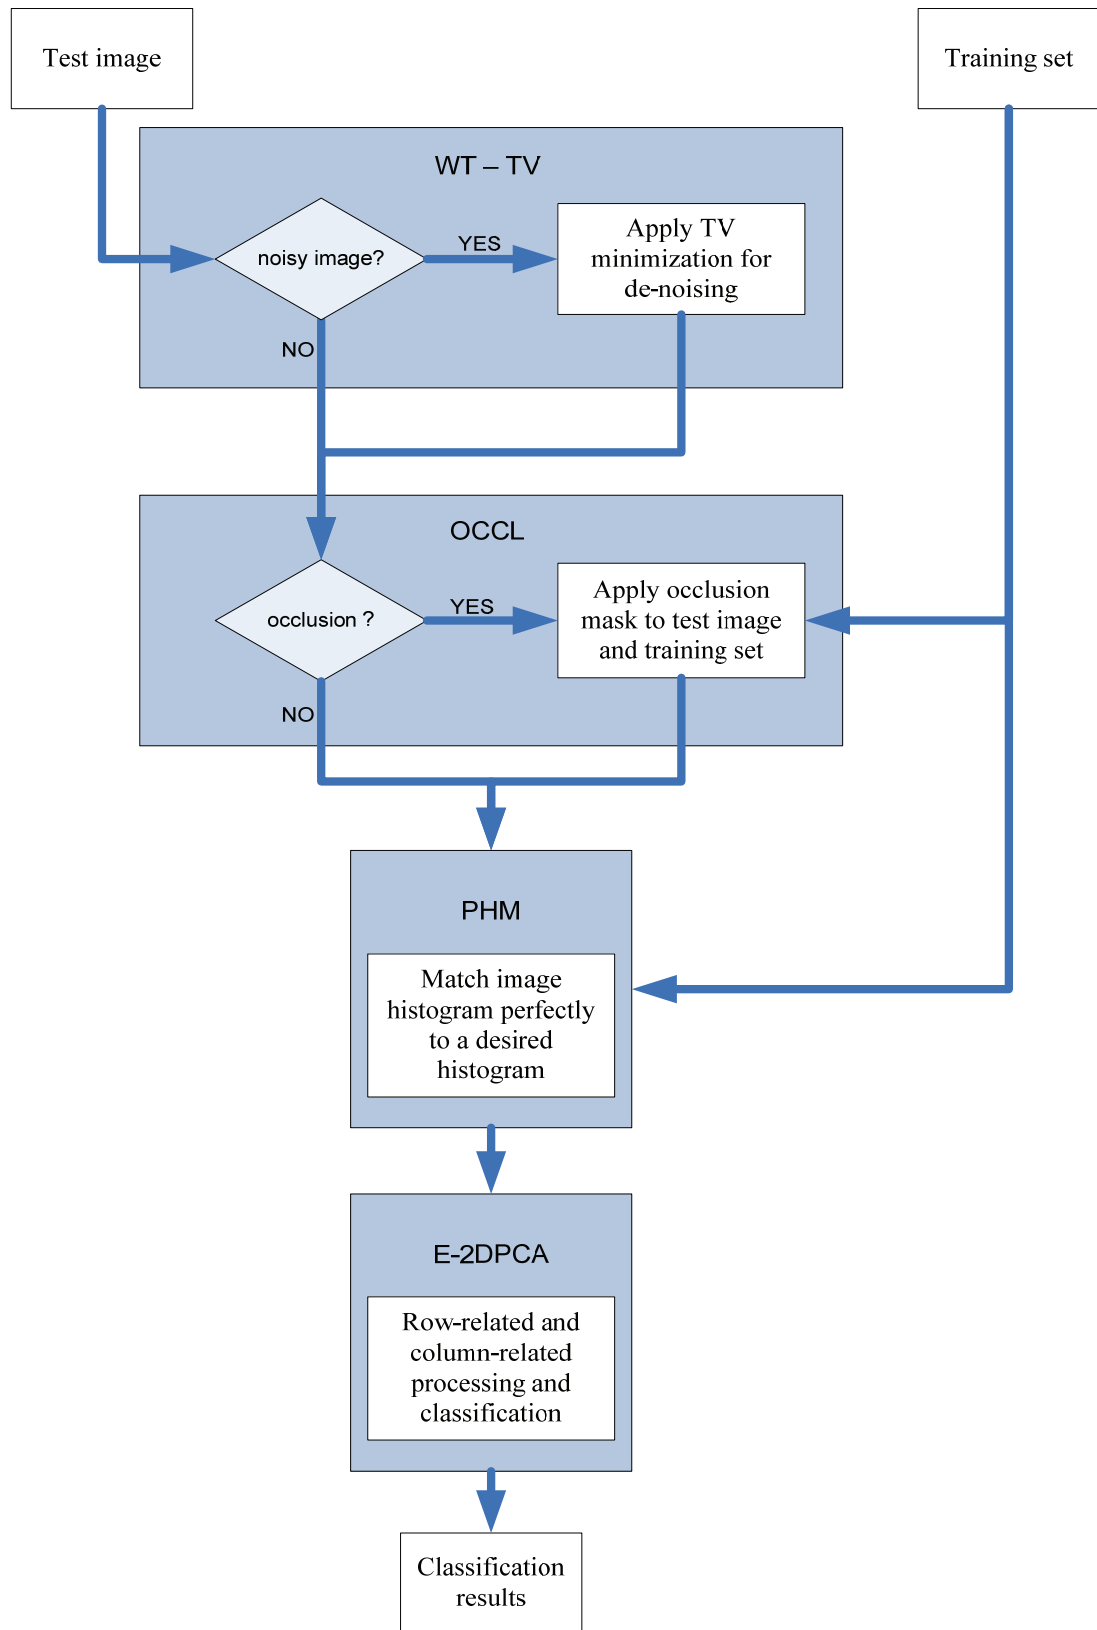 Test image
Training set
WT – TV
noisy image?
YES
Apply TV
minimization for
de-noising
NO
OCCL
occlusion ?
YES
Apply occlusion
mask to test image
and training set
NO
PHM
Match image
histogram perfectly
to a desired
histogram
E-2DPCA
Row-related and
column-related
processing and
classification
Classification
results